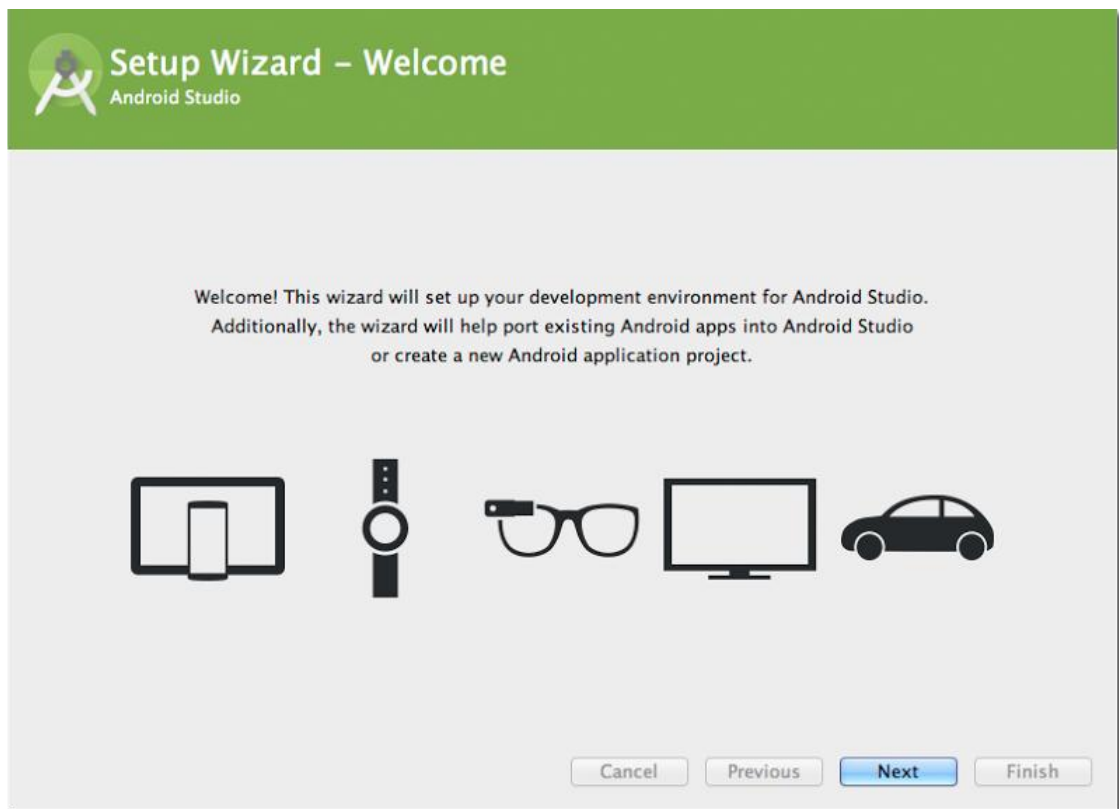 Setup Wizard – Welcome
Android Studio
Welcome! This wizard will set up your development environment for Android Studio.
Additionally, the wizard will help port existing Android apps into Android Studio
or create a new Android application project.
Cancel Previous Next Finish